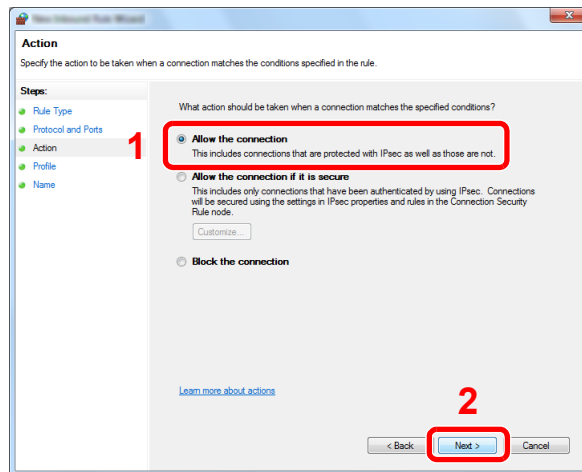 New Inbound Rule Wizard
Action
Specify the action to be taken when a connection matches the conditions specified in the rule.
Steps:
Rule Type
Protocol and Ports
Action
Profile
Name
What action should be taken when a connection matches the specified conditions?
1
Allow the connection
This includes connections that are protected with IPsec as well as those are not.
Allow the connection if it is secure
This includes only connections that have been authenticated by using IPsec. Connections
will be secured using the settings in IPsec properties and rules in the Connection Security
Rule node.
Customize...
Block the connection
Learn more about actions
2
< Back
Next >
Cancel